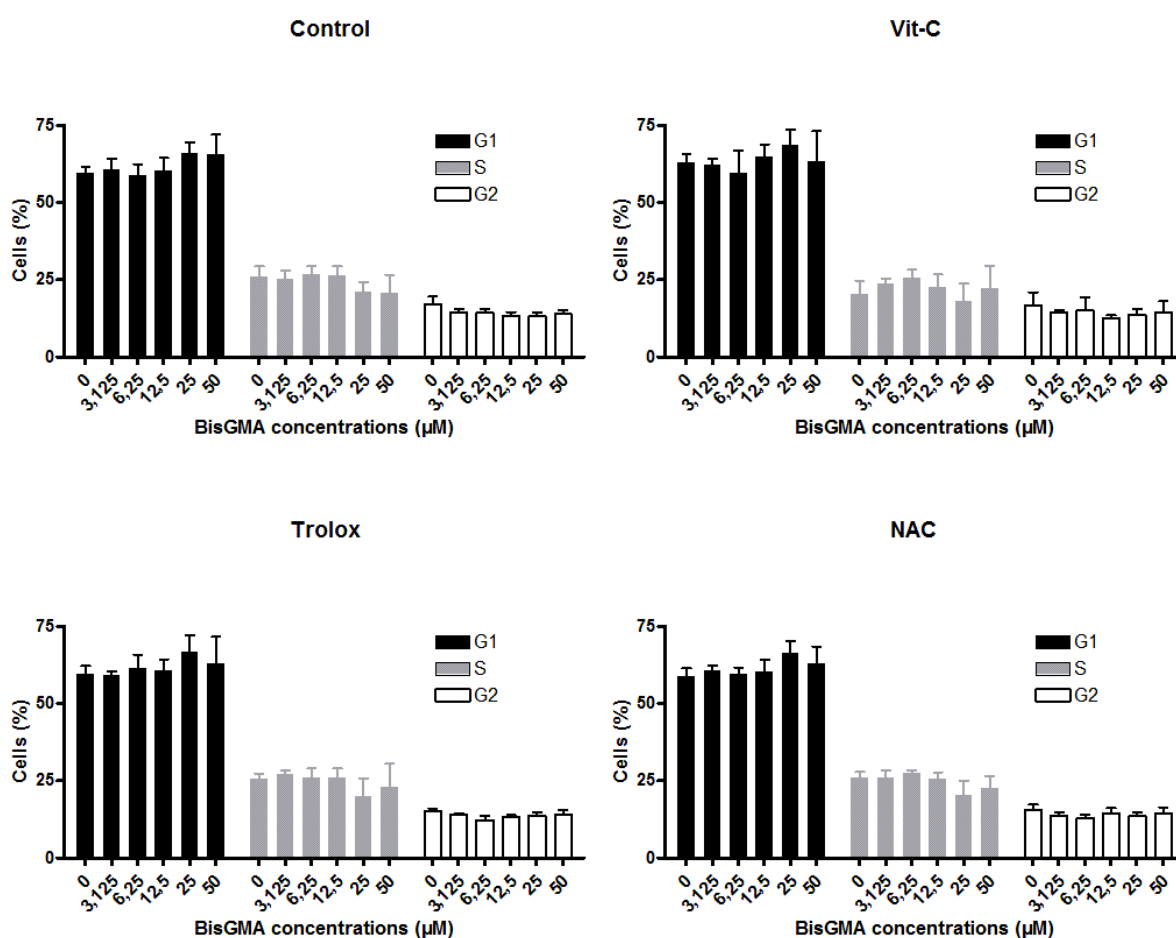 Control
75
50
25
0
Cells (%)
G1
S
G2
0 3,125 6,25 12,5 25 50 0 3,125 6,25 12,5 25 50 0 3,125 6,25 12,5 25 50
BisGMA concentrations (µM)
Vit-C
75
50
25
0
Cells (%)
G1
S
G2
0 3,125 6,25 12,5 25 50 0 3,125 6,25 12,5 25 50 0 3,125 6,25 12,5 25 50
BisGMA concentrations (µM)
Trolox
75
50
25
0
Cells (%)
G1
S
G2
0 3,125 6,25 12,5 25 50 0 3,125 6,25 12,5 25 50 0 3,125 6,25 12,5 25 50
BisGMA concentrations (µM)
NAC
75
50
25
0
Cells (%)
G1
S
G2
0 3,125 6,25 12,5 25 50 0 3,125 6,25 12,5 25 50 0 3,125 6,25 12,5 25 50
BisGMA concentrations (µM)